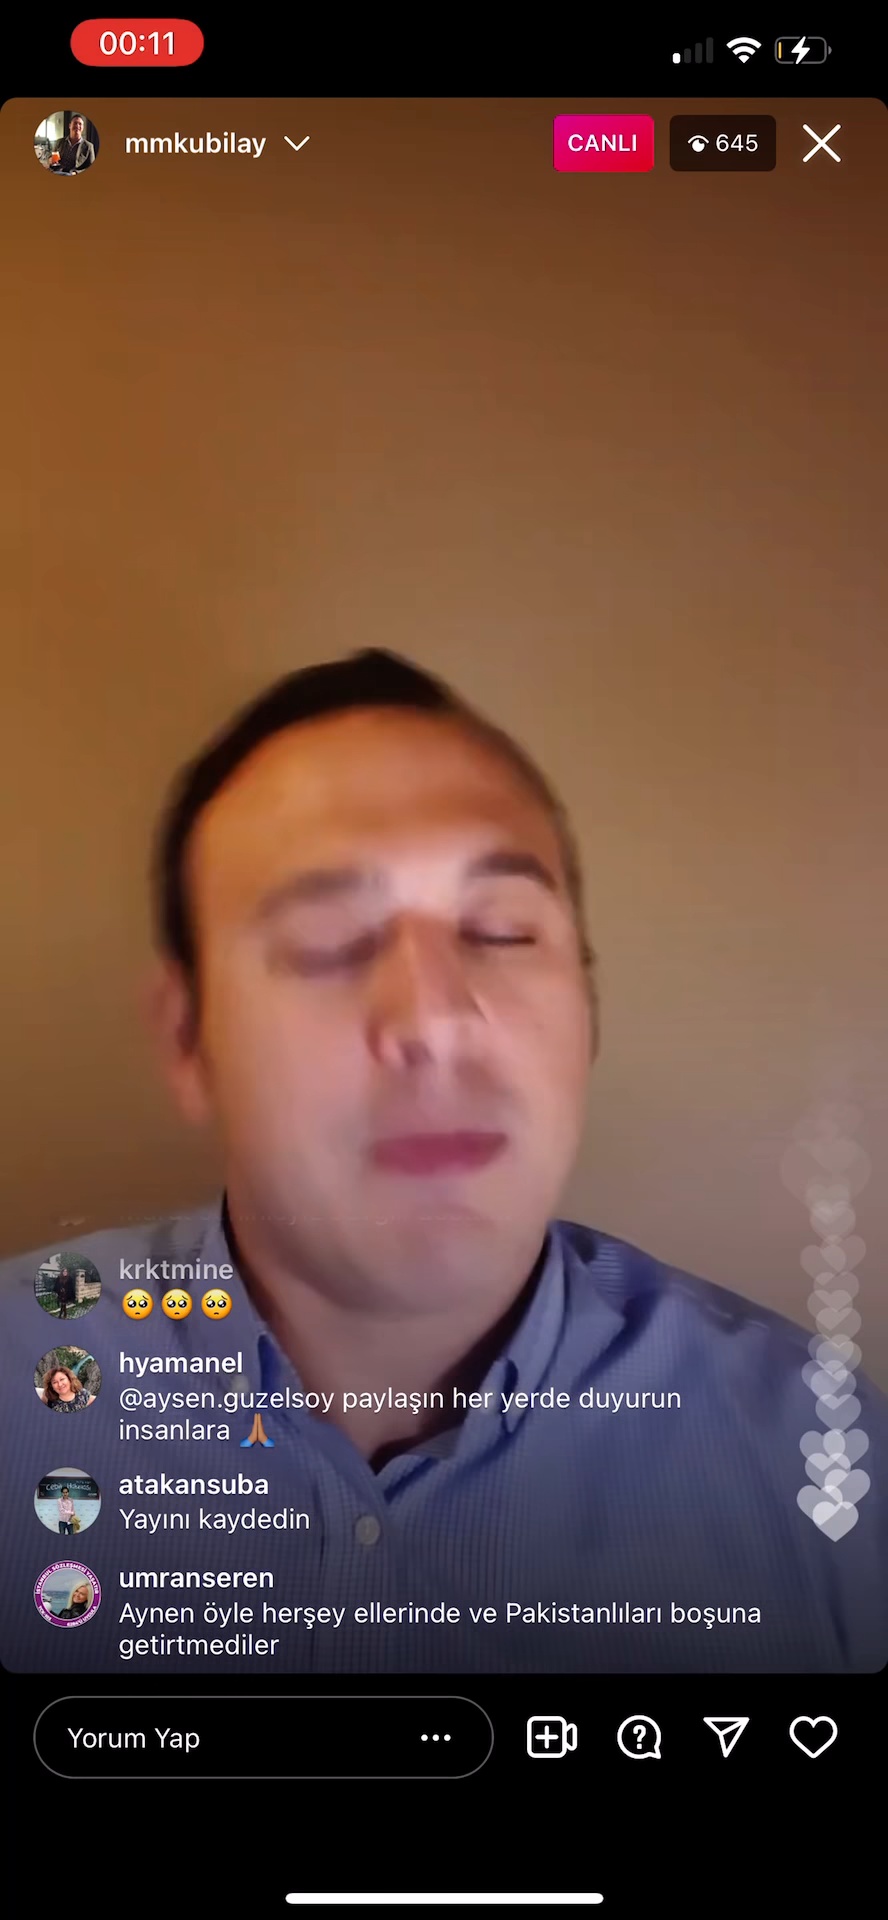 00:11
mmkubilay
CANLI
645
krktmine
🥺🥺🥺
hyamanel
@aysen.guzelsoy paylaşın her yerde duyurun
insanlara 🙏🏽
atakansuba
Yayını kaydedin
umranseren
Aynen öyle herşey ellerinde ve Pakistanlıları boşuna
getirtmediler
Yorum Yap